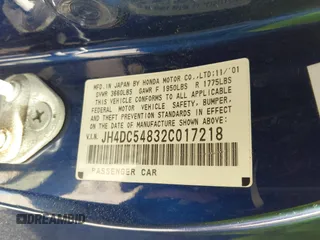 MFD. IN JAPAN BY HONDA MOTOR CO.,LTD:11/'01
GVWR 3660LBS GAWR F 1950LBS R 1775LBS
THIS VEHICLE CONFORMS TO ALL APPLICABLE
FEDERAL MOTOR VEHICLE SAFETY, BUMPER,
AND THEFT PREVENTION STANDARDS IN
EFFECT ON THE DATE OF MANUFACTURE
SHOWN ABOVE.
V.I.N. JH4DC54832C017218
PASSENGER CAR
DREAMBID